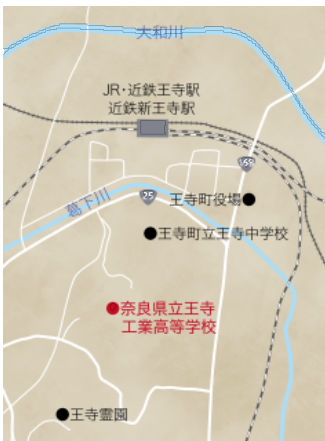 大和川
JR・近鉄王寺駅
近鉄新王寺駅
168
王寺町役場
25
葛下川
王寺町立王寺中学校
奈良県立王寺
工業高等学校
王寺霊園